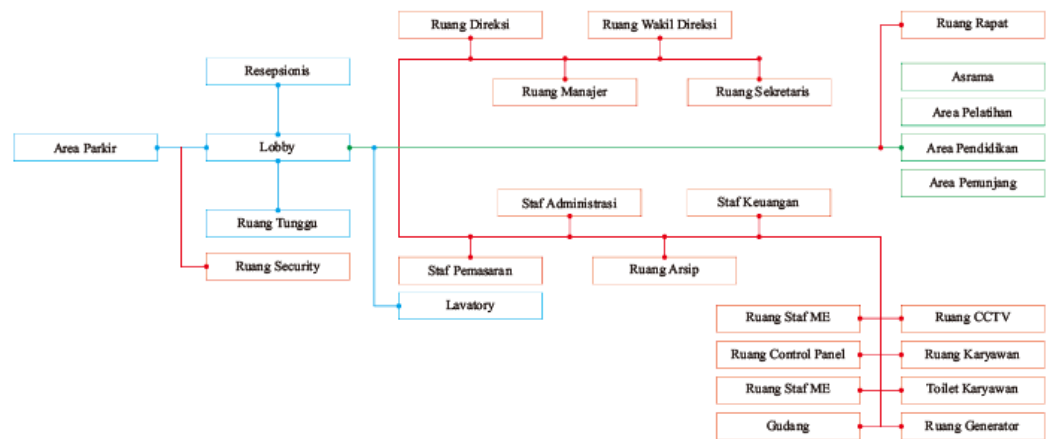 Ruang Direksi
Ruang Wakil Direksi
Ruang Rapat
Resepsionis
Ruang Manajer
Ruang Sekretaris
Asrama
Area Pelatihan
Area Parkir
Lobby
Area Pendidikan
Area Penunjang
Staf Administrasi
Staf Keuangan
Ruang Tunggu
Ruang Security
Staf Pemasaran
Ruang Arsip
Lavatory
Ruang Staf ME
Ruang CCTV
Ruang Control Panel
Ruang Karyawan
Ruang Staf ME
Toilet Karyawan
Gudang
Ruang Generator